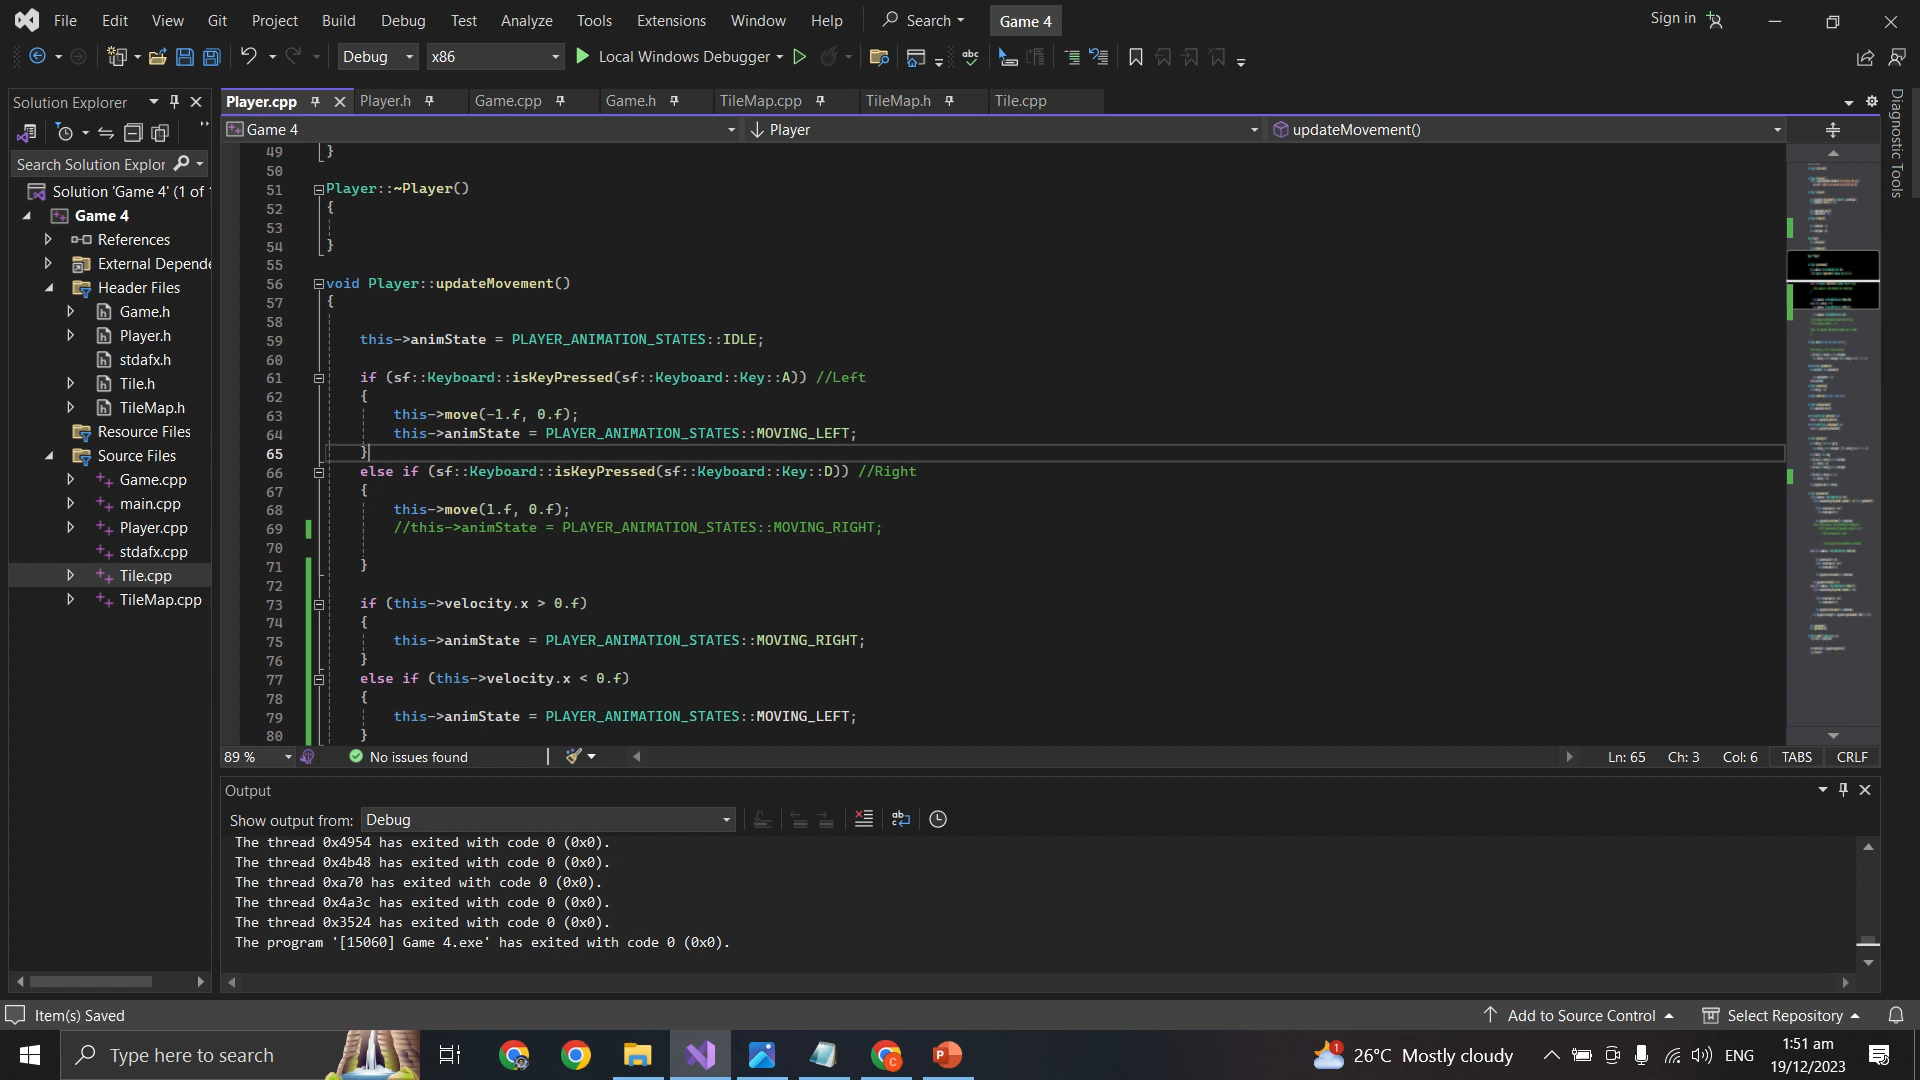 File Edit View Git Project Build Debug Test Analyze Tools Extensions Window Help Search Game 4 Sign in
Debug x86 Local Windows Debugger
Solution Explorer
Search Solution Explor
Solution 'Game 4' (1 of
Game 4
References
External Depende
Header Files
Game.h
Player.h
stdafx.h
Tile.h
TileMap.h
Resource Files
Source Files
Game.cpp
main.cpp
Player.cpp
stdafx.cpp
Tile.cpp
TileMap.cpp
Player.cpp Player.h Game.cpp Game.h TileMap.cpp TileMap.h Tile.cpp
Game 4 Player updateMovement()
49 }
50
51 Player::~Player()
52 {
53
54 }
55
56 void Player::updateMovement()
57 {
58
59 this->animState = PLAYER_ANIMATION_STATES::IDLE;
60
61 if (sf::Keyboard::isKeyPressed(sf::Keyboard::Key::A)) //Left
62 {
63 this->move(-1.f, 0.f);
64 this->animState = PLAYER_ANIMATION_STATES::MOVING_LEFT;
65 }
66 else if (sf::Keyboard::isKeyPressed(sf::Keyboard::Key::D)) //Right
67 {
68 this->move(1.f, 0.f);
69 //this->animState = PLAYER_ANIMATION_STATES::MOVING_RIGHT;
70
71 }
72
73 if (this->velocity.x > 0.f)
74 {
75 this->animState = PLAYER_ANIMATION_STATES::MOVING_RIGHT;
76 }
77 else if (this->velocity.x < 0.f)
78 {
79 this->animState = PLAYER_ANIMATION_STATES::MOVING_LEFT;
80 }
89 % No issues found Ln: 65 Ch: 3 Col: 6 TABS CRLF
Diagnostic Tools
Output
Show output from: Debug
The thread 0x4954 has exited with code 0 (0x0).
The thread 0x4b48 has exited with code 0 (0x0).
The thread 0xa70 has exited with code 0 (0x0).
The thread 0x4a3c has exited with code 0 (0x0).
The thread 0x3524 has exited with code 0 (0x0).
The program '[15060] Game 4.exe' has exited with code 0 (0x0).
Item(s) Saved Add to Source Control Select Repository
Type here to search 26°C Mostly cloudy ENG 1:51 am
19/12/2023